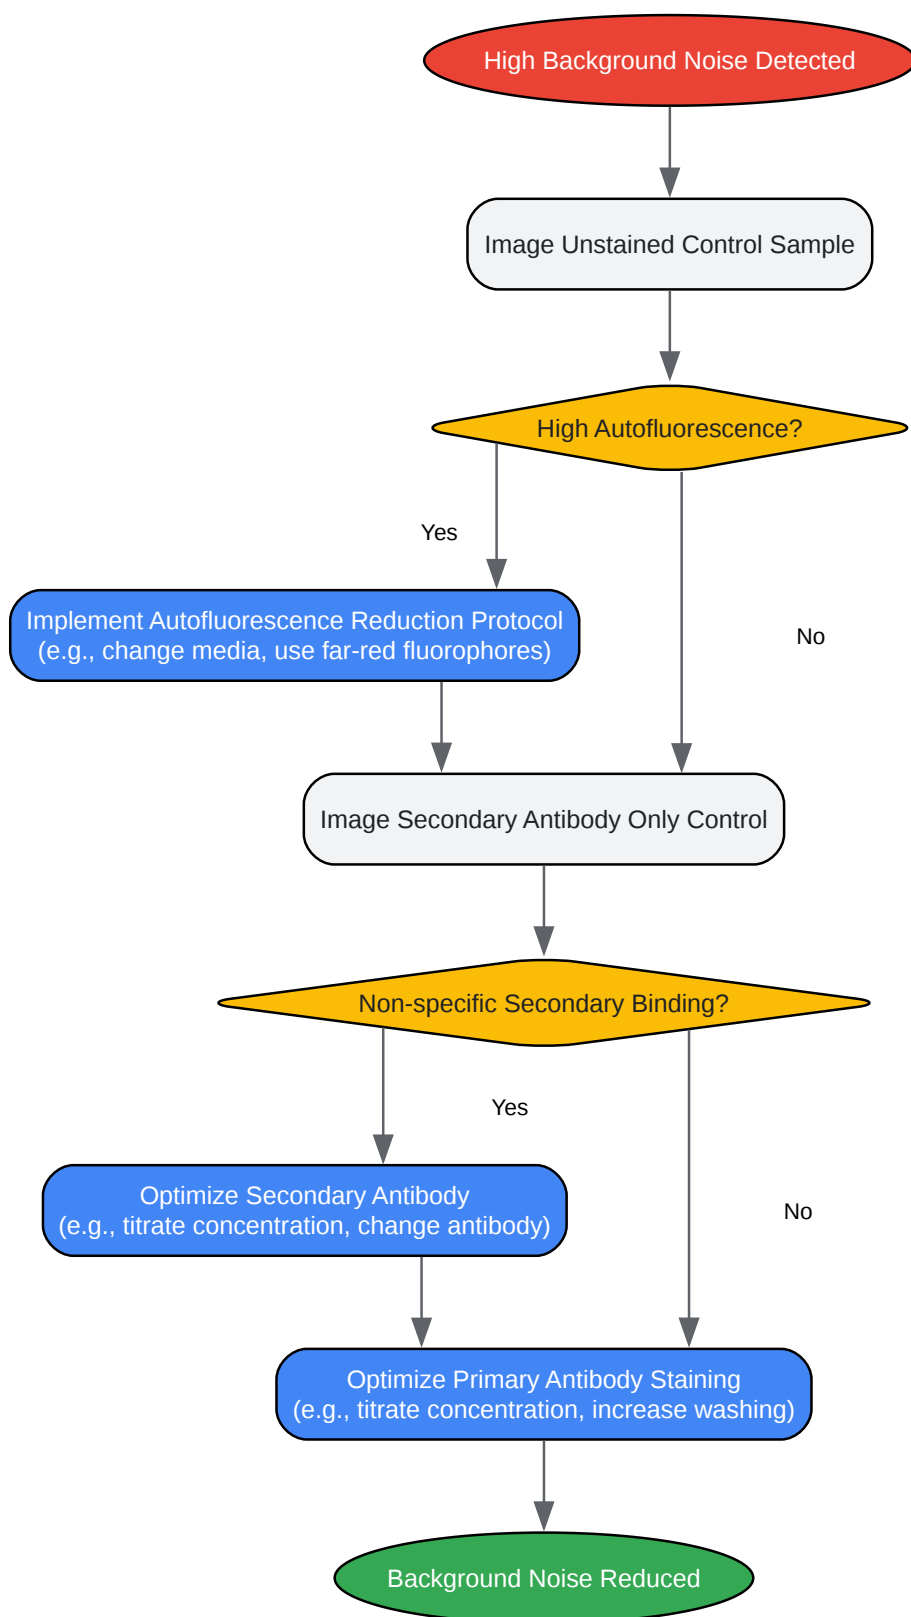 High Background Noise Detected
Image Unstained Control Sample
High Autofluorescence?
Yes
Implement Autofluorescence Reduction Protocol
(e.g., change media, use far-red fluorophores)
No
Image Secondary Antibody Only Control
Non-specific Secondary Binding?
Yes
Optimize Secondary Antibody
(e.g., titrate concentration, change antibody)
No
Optimize Primary Antibody Staining
(e.g., titrate concentration, increase washing)
Background Noise Reduced